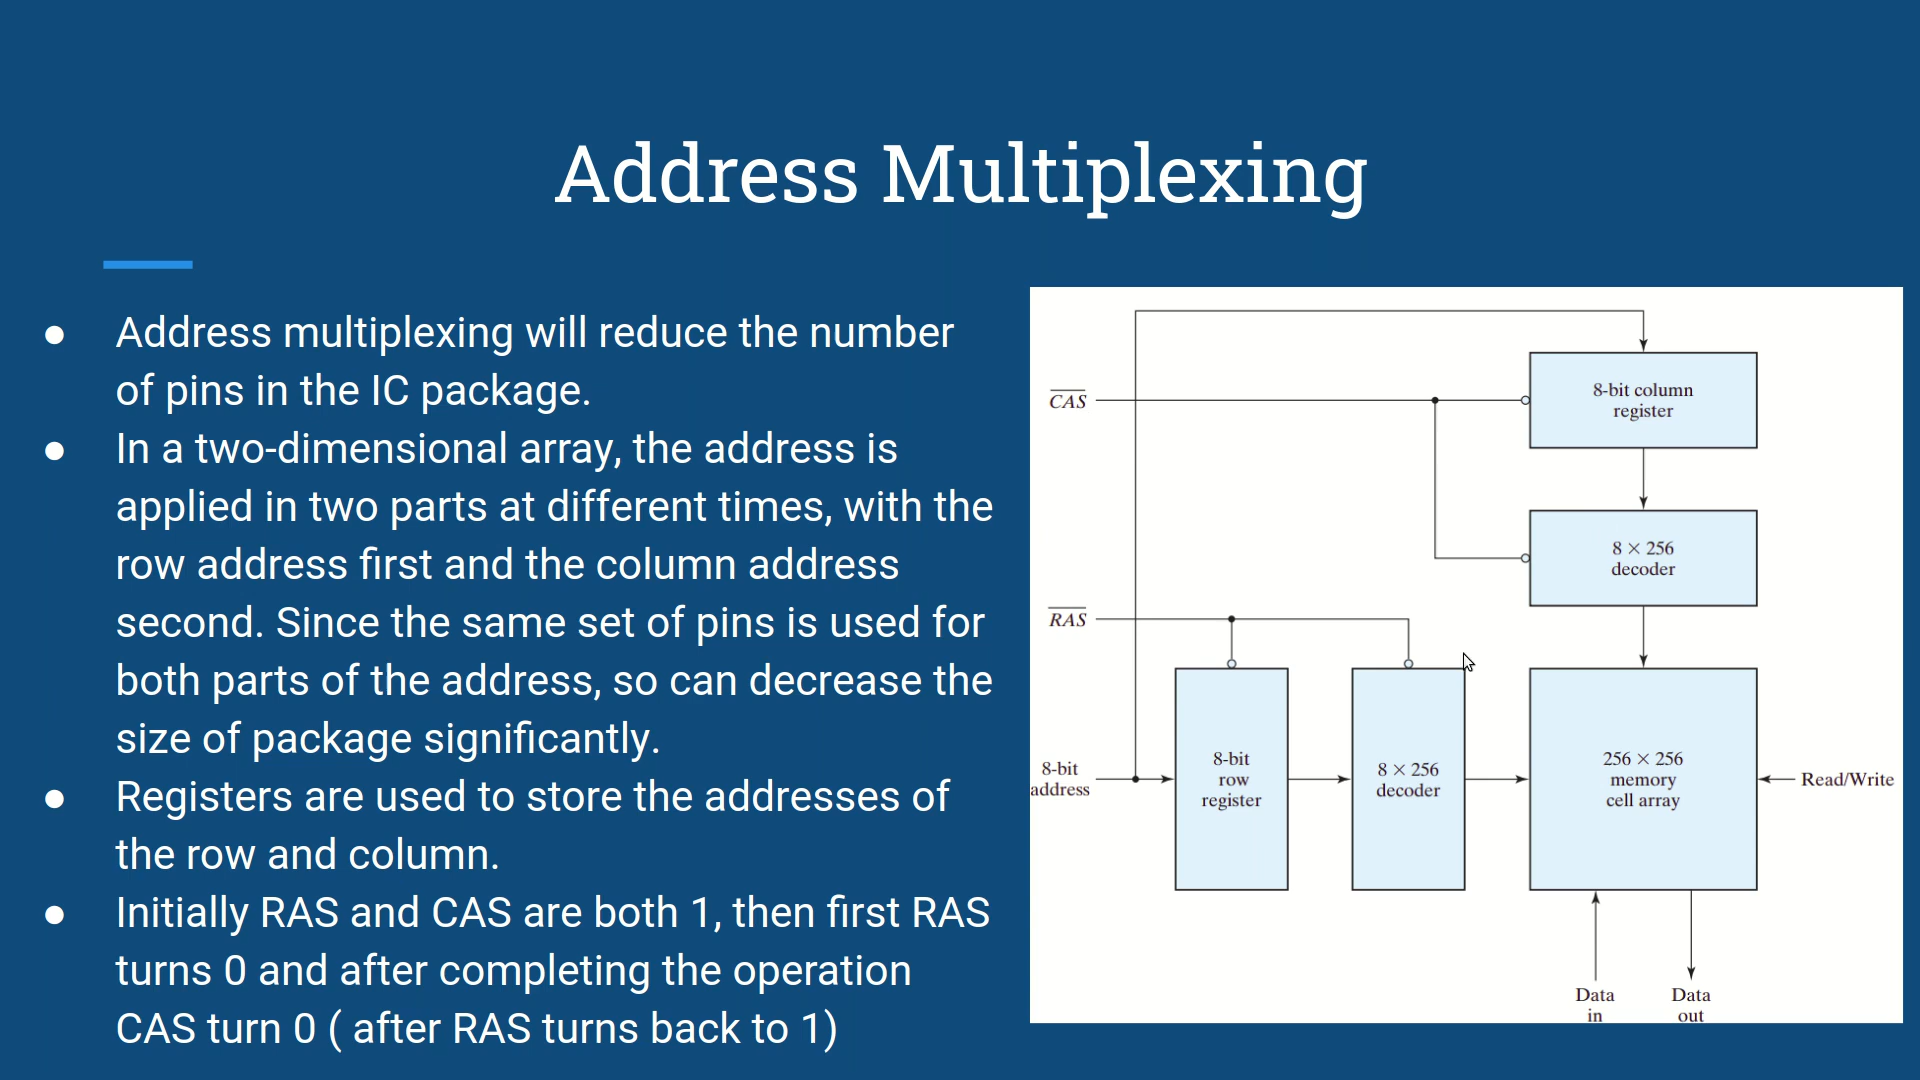 Address Multiplexing
● Address multiplexing will reduce the number
of pins in the IC package.
● In a two-dimensional array, the address is
applied in two parts at different times, with the
row address first and the column address
second. Since the same set of pins is used for
both parts of the address, so can decrease the
size of package significantly.
● Registers are used to store the addresses of
the row and column.
● Initially RAS and CAS are both 1, then first RAS
turns 0 and after completing the operation
CAS turn 0 ( after RAS turns back to 1)
C̅A̅S̅
8-bit column
register
8 × 256
decoder
R̅A̅S̅
8-bit
address
8-bit
row
register
8 × 256
decoder
256 × 256
memory
cell array
Read/Write
Data
in
Data
out